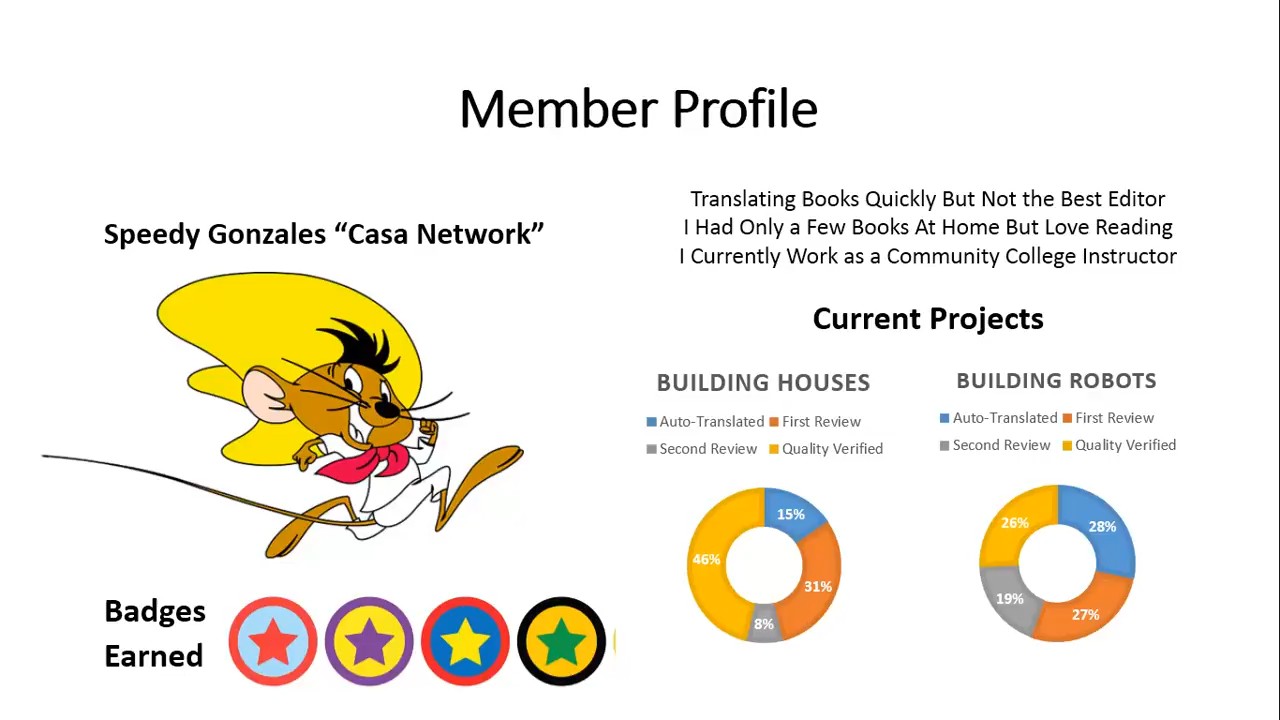 Member Profile
Speedy Gonzales “Casa Network”
Translating Books Quickly But Not the Best Editor
I Had Only a Few Books At Home But Love Reading
I Currently Work as a Community College Instructor
Current Projects
BUILDING HOUSES
Auto-Translated First Review
Second Review Quality Verified
15%
46%
31%
8%
BUILDING ROBOTS
Auto-Translated First Review
Second Review Quality Verified
26%
28%
19%
27%
Badges
Earned